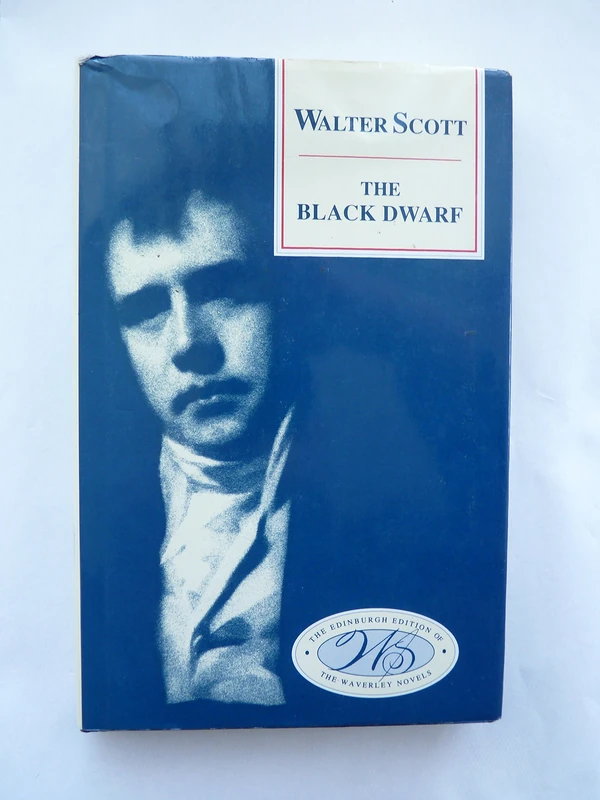 WALTER SCOTT
THE
BLACK DWARF
THE EDINBURGH EDITION OF
WS
THE WAVERLEY NOVELS